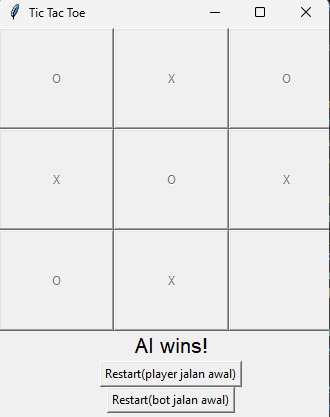 Tic Tac Toe
O X O
X O X
O X
AI wins!
Restart(player jalan awal)
Restart(bot jalan awal)